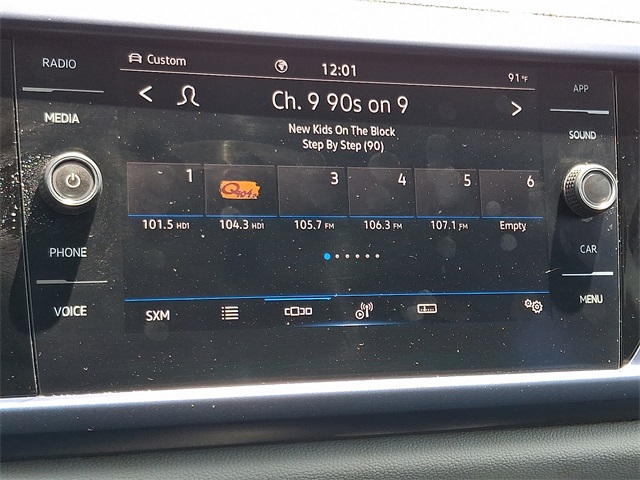 RADIO
MEDIA
PHONE
VOICE
Custom
12:01
91°F
Ch. 9 90s on 9
New Kids On The Block
Step By Step (90)
1
3
4
5
6
101.5 HD1
104.3 HD1
105.7 FM
106.3 FM
107.1 FM
Empty
SXM
APP
SOUND
CAR
MENU